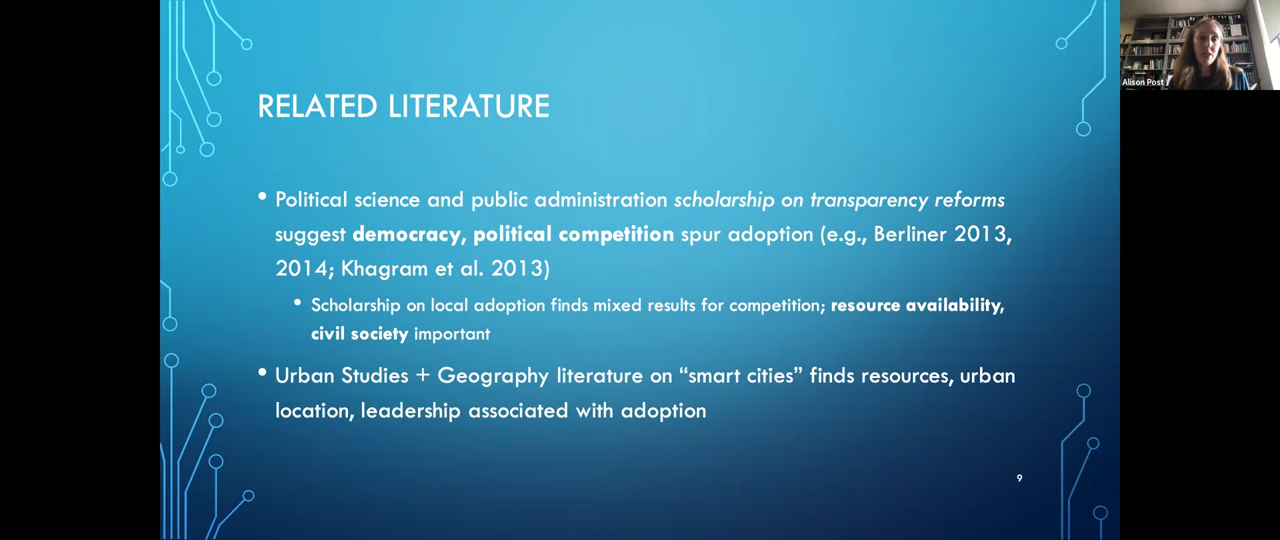 RELATED LITERATURE
• Political science and public administration scholarship on transparency reforms
suggest democracy, political competition spur adoption (e.g., Berliner 2013,
2014; Khagram et al. 2013)
• Scholarship on local adoption finds mixed results for competition; resource availability,
civil society important
• Urban Studies + Geography literature on “smart cities” finds resources, urban
location, leadership associated with adoption
9
Alison Post